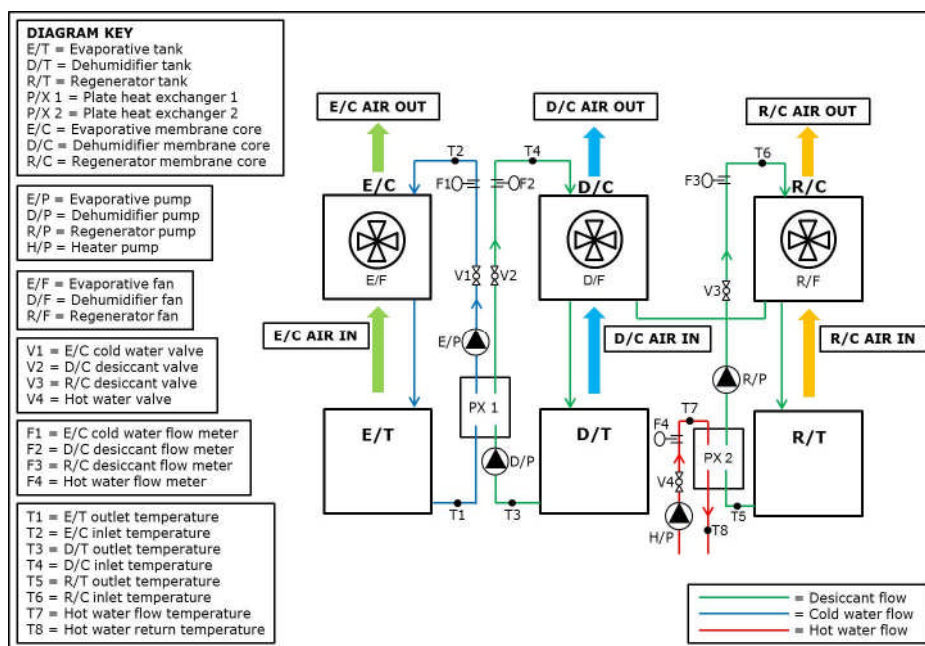 DIAGRAM KEY
E/T = Evaporative tank
D/T = Dehumidifier tank
R/T = Regenerator tank
P/X 1 = Plate heat exchanger 1
P/X 2 = Plate heat exchanger 2
E/C = Evaporative membrane core
D/C = Dehumidifier membrane core
R/C = Regenerator membrane core
E/P = Evaporative pump
D/P = Dehumidifier pump
R/P = Regenerator pump
H/P = Heater pump
E/F = Evaporative fan
D/F = Dehumidifier fan
R/F = Regenerator fan
V1 = E/C cold water valve
V2 = D/C desiccant valve
V3 = R/C desiccant valve
V4 = Hot water valve
F1 = E/C cold water flow meter
F2 = D/C desiccant flow meter
F3 = R/C desiccant flow meter
F4 = Hot water flow meter
T1 = E/T outlet temperature
T2 = E/C inlet temperature
T3 = D/T outlet temperature
T4 = D/C inlet temperature
T5 = R/T outlet temperature
T6 = R/C inlet temperature
T7 = Hot water flow temperature
T8 = Hot water return temperature
E/C AIR OUT
D/C AIR OUT
R/C AIR OUT
T2
T4
T6
F1
F2
F3
E/C
D/C
R/C
E/F
D/F
R/F
V1
V2
V3
E/C AIR IN
D/C AIR IN
R/C AIR IN
E/P
R/P
PX 1
T7
F4
E/T
D/T
R/T
PX 2
D/P
V4
T1
T3
T5
H/P
T8
= Desiccant flow
= Cold water flow
= Hot water flow